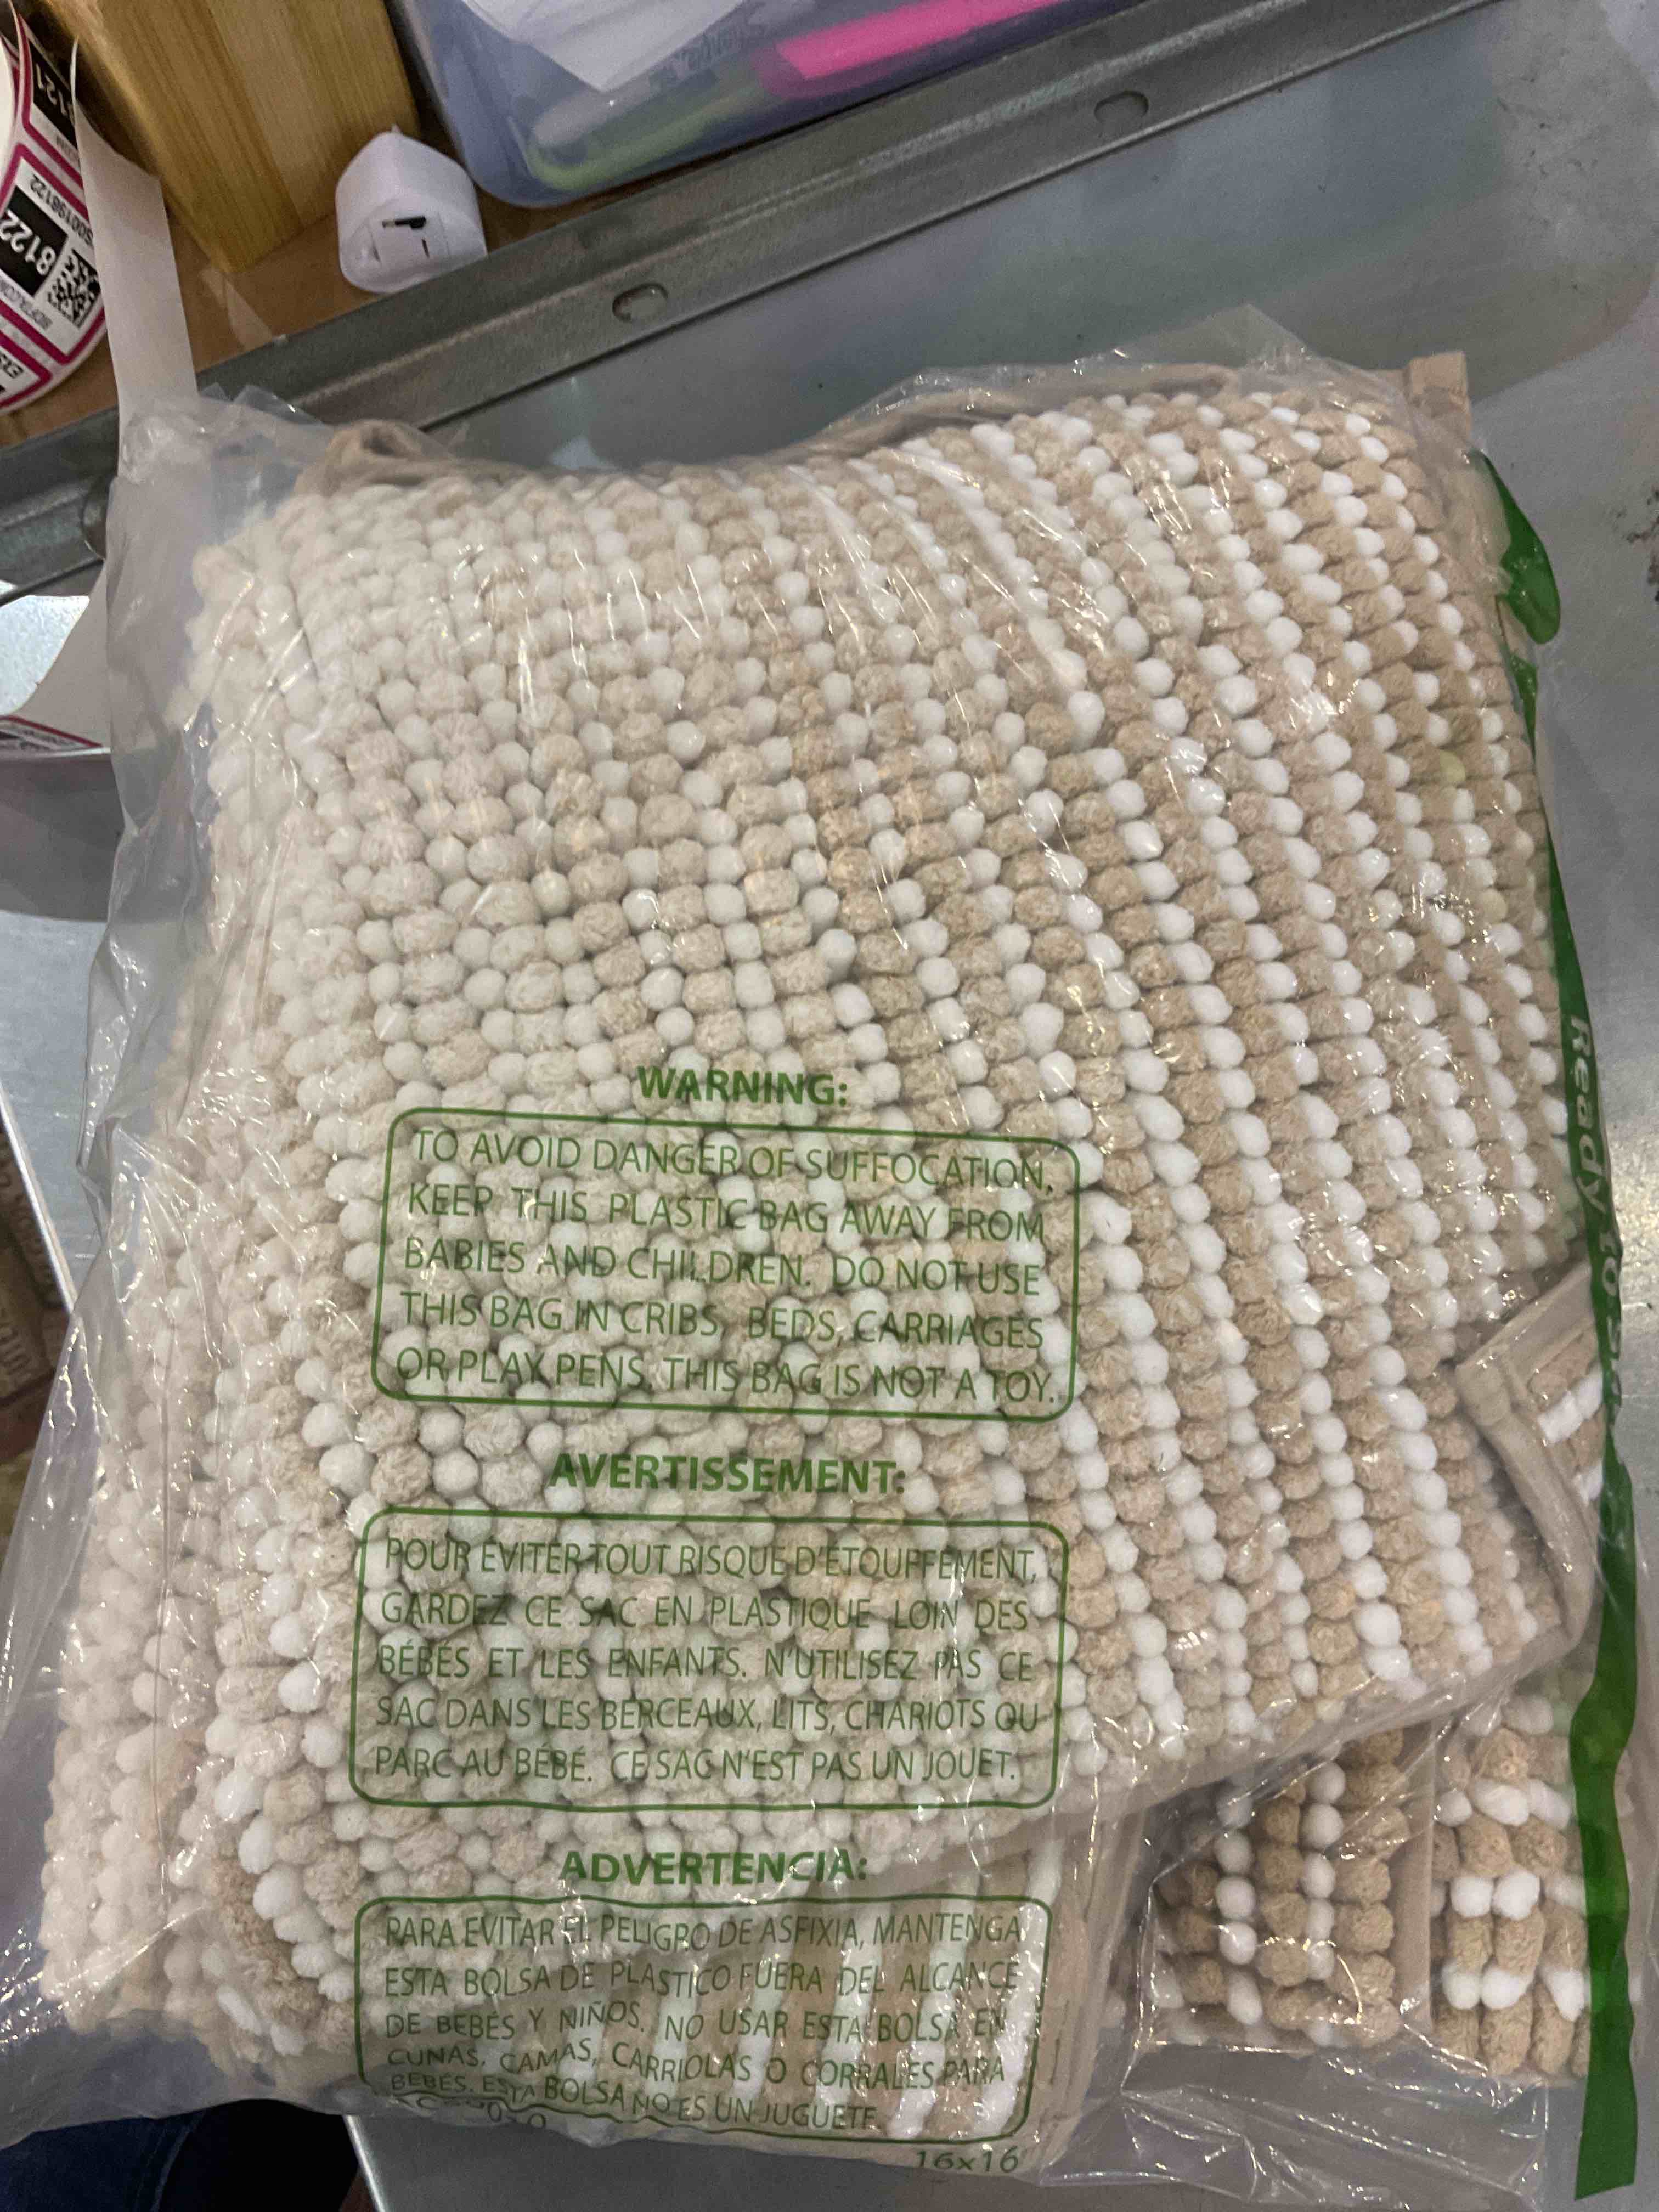 8121
8122
WARNING:
TO AVOID DANGER OF SUFFOCATION,
KEEP THIS PLASTIC BAG AWAY FROM
BABIES AND CHILDREN. DO NOT USE
THIS BAG IN CRIBS, BEDS, CARRIAGES
OR PLAY PENS. THIS BAG IS NOT A TOY.
AVERTISSEMENT:
POUR ÉVITER TOUT RISQUE D'ÉTOUFFEMENT,
GARDEZ CE SAC EN PLASTIQUE LOIN DES
BÉBÉS ET LES ENFANTS. N'UTILISEZ PAS CE
SAC DANS LES BERCEAUX, LITS, CHARIOTS OU
PARC AU BÉBÉ. CE SAC N'EST PAS UN JOUET.
ADVERTENCIA:
PARA EVITAR EL PELIGRO DE ASFIXIA, MANTENGA
ESTA BOLSA DE PLASTICO FUERA DEL ALCANCE
DE BEBÉS Y NIÑOS. NO USAR ESTA BOLSA EN
CUNAS, CAMAS, CARRIOLAS O CORRALES PARA
BEBÉS. ESTA BOLSA NO ES UN JUGUETE.
16x16
Ready to